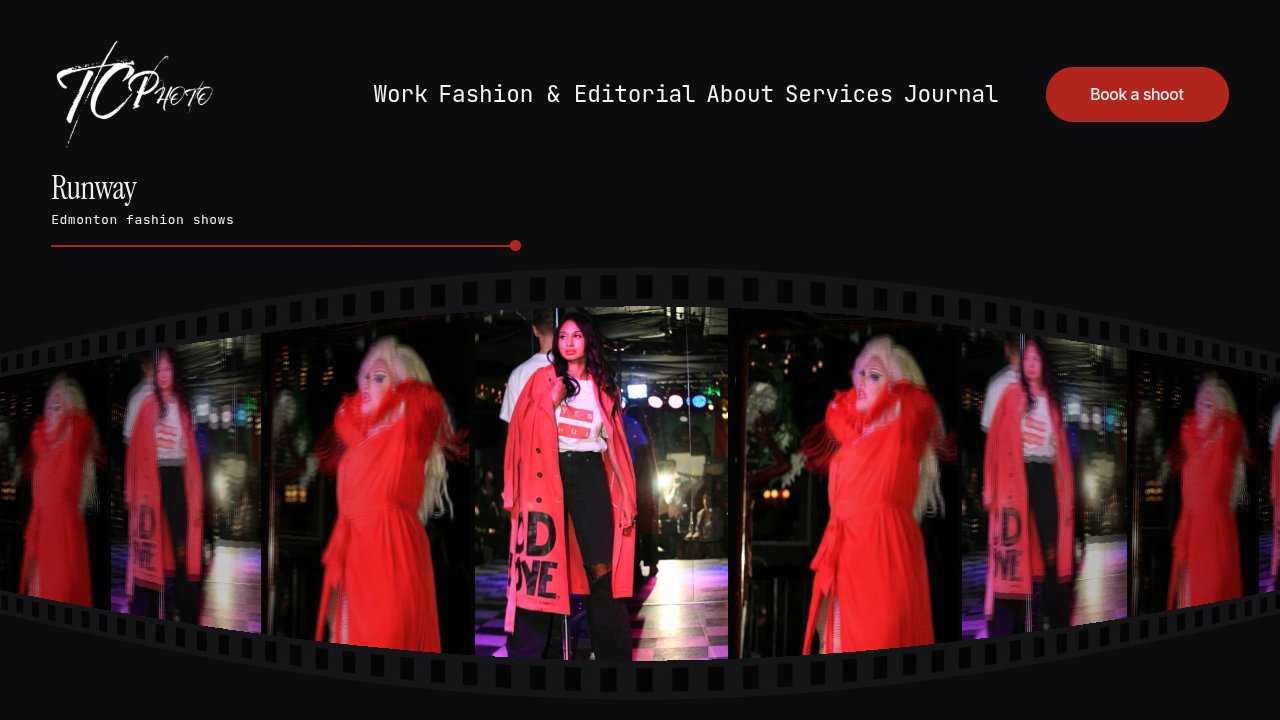 TCPhoto
Work Fashion & Editorial About Services Journal
Book a shoot
Runway
Edmonton fashion shows